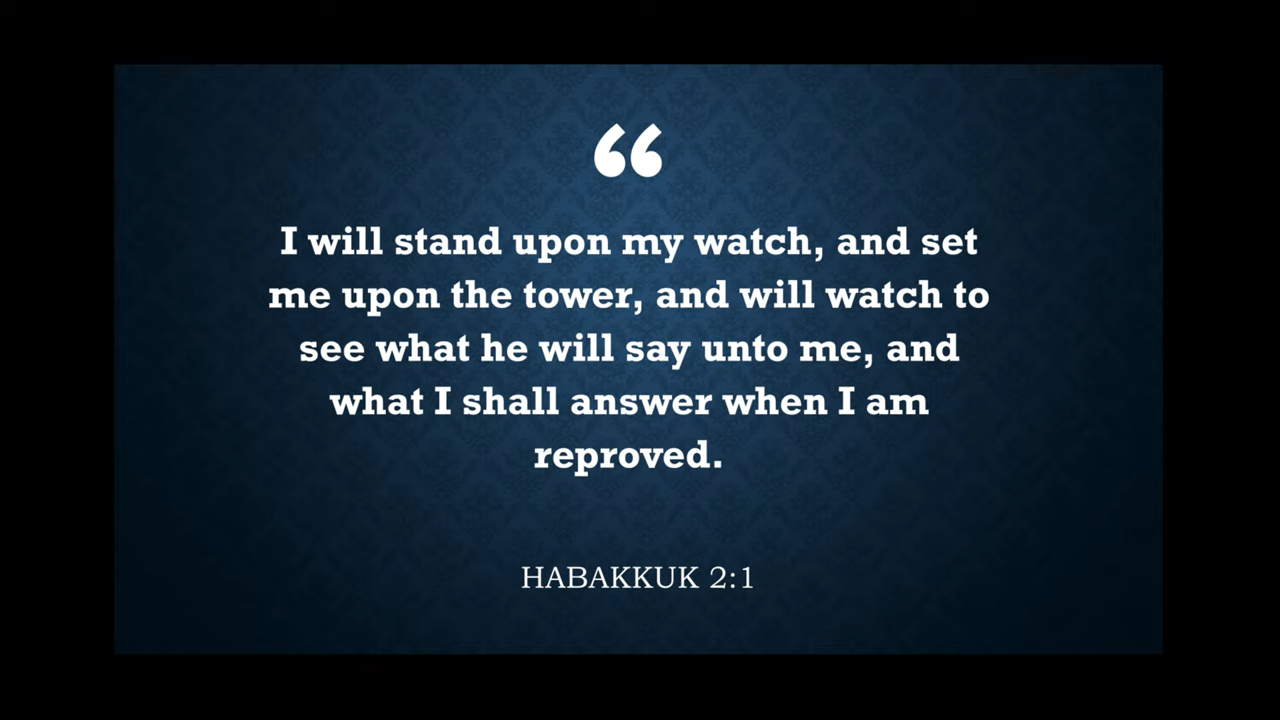 “
I will stand upon my watch, and set
me upon the tower, and will watch to
see what he will say unto me, and
what I shall answer when I am
reproved.
HABAKKUK 2:1